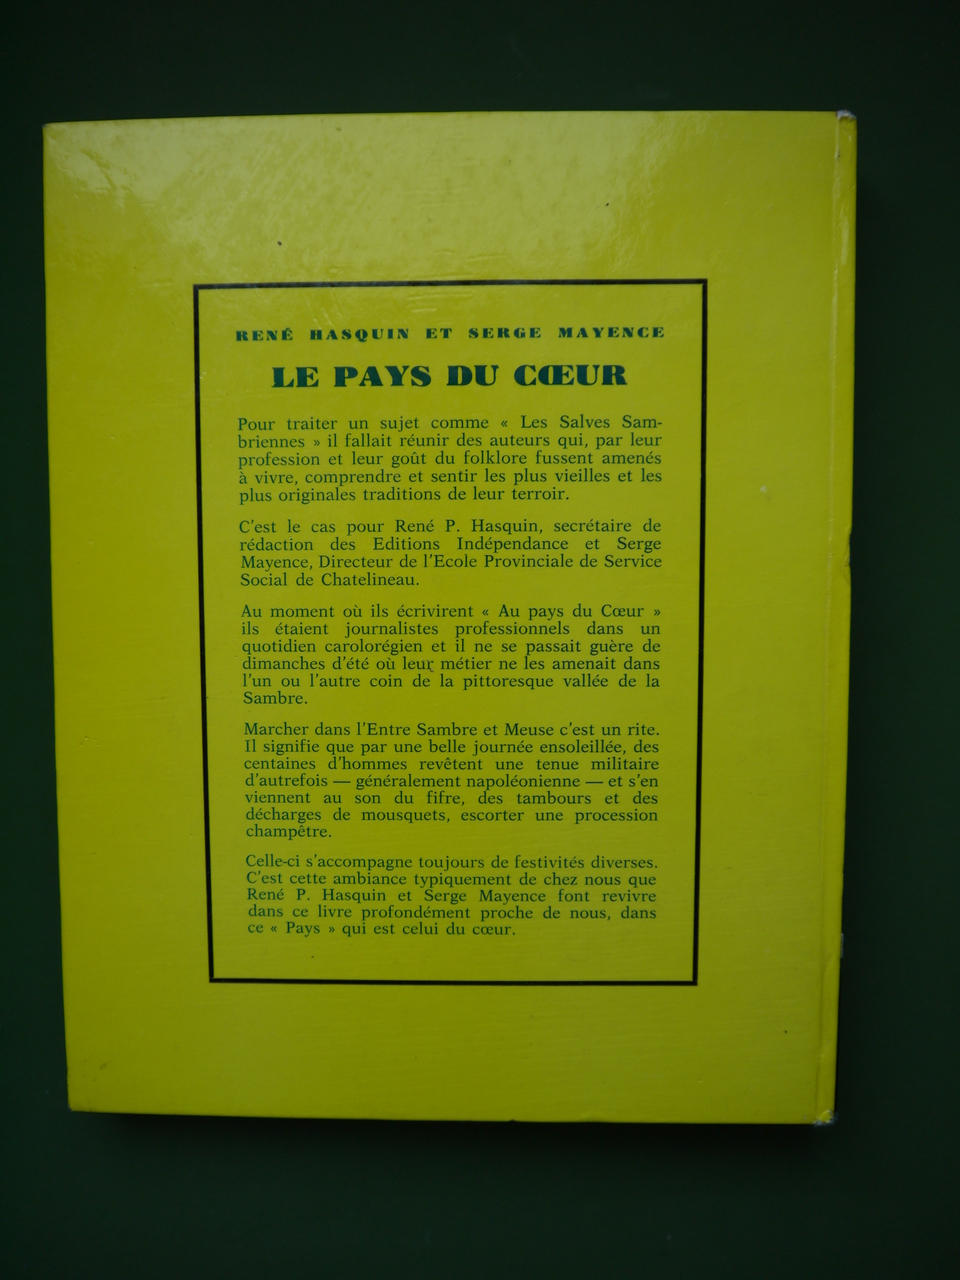 RENÉ HASQUIN ET SERGE MAYENCE
LE PAYS DU CŒUR
Pour traiter un sujet comme « Les Salves Sam-
briennes » il fallait réunir des auteurs qui, par leur
profession et leur goût du folklore fussent amenés
à vivre, comprendre et sentir les plus vieilles et les
plus originales traditions de leur terroir.
C'est le cas pour René P. Hasquin, secrétaire de
rédaction des Editions Indépendance et Serge
Mayence, Directeur de l'Ecole Provinciale de Service
Social de Chatelineau.
Au moment où ils écrivirent « Au pays du Cœur »
ils étaient journalistes professionnels dans un
quotidien carolorégien et il ne se passait guère de
dimanches d'été où leur métier ne les amenait dans
l'un ou l'autre coin de la pittoresque vallée de la
Sambre.
Marcher dans l'Entre Sambre et Meuse c'est un rite.
Il signifie que par une belle journée ensoleillée, des
centaines d'hommes revêtent une tenue militaire
d'autrefois — généralement napoléonienne — et s'en
viennent au son du fifre, des tambours et des
décharges de mousquets, escorter une procession
champêtre.
Celle-ci s'accompagne toujours de festivités diverses.
C'est cette ambiance typiquement de chez nous que
René P. Hasquin et Serge Mayence font revivre
dans ce livre profondément proche de nous, dans
ce « Pays » qui est celui du cœur.